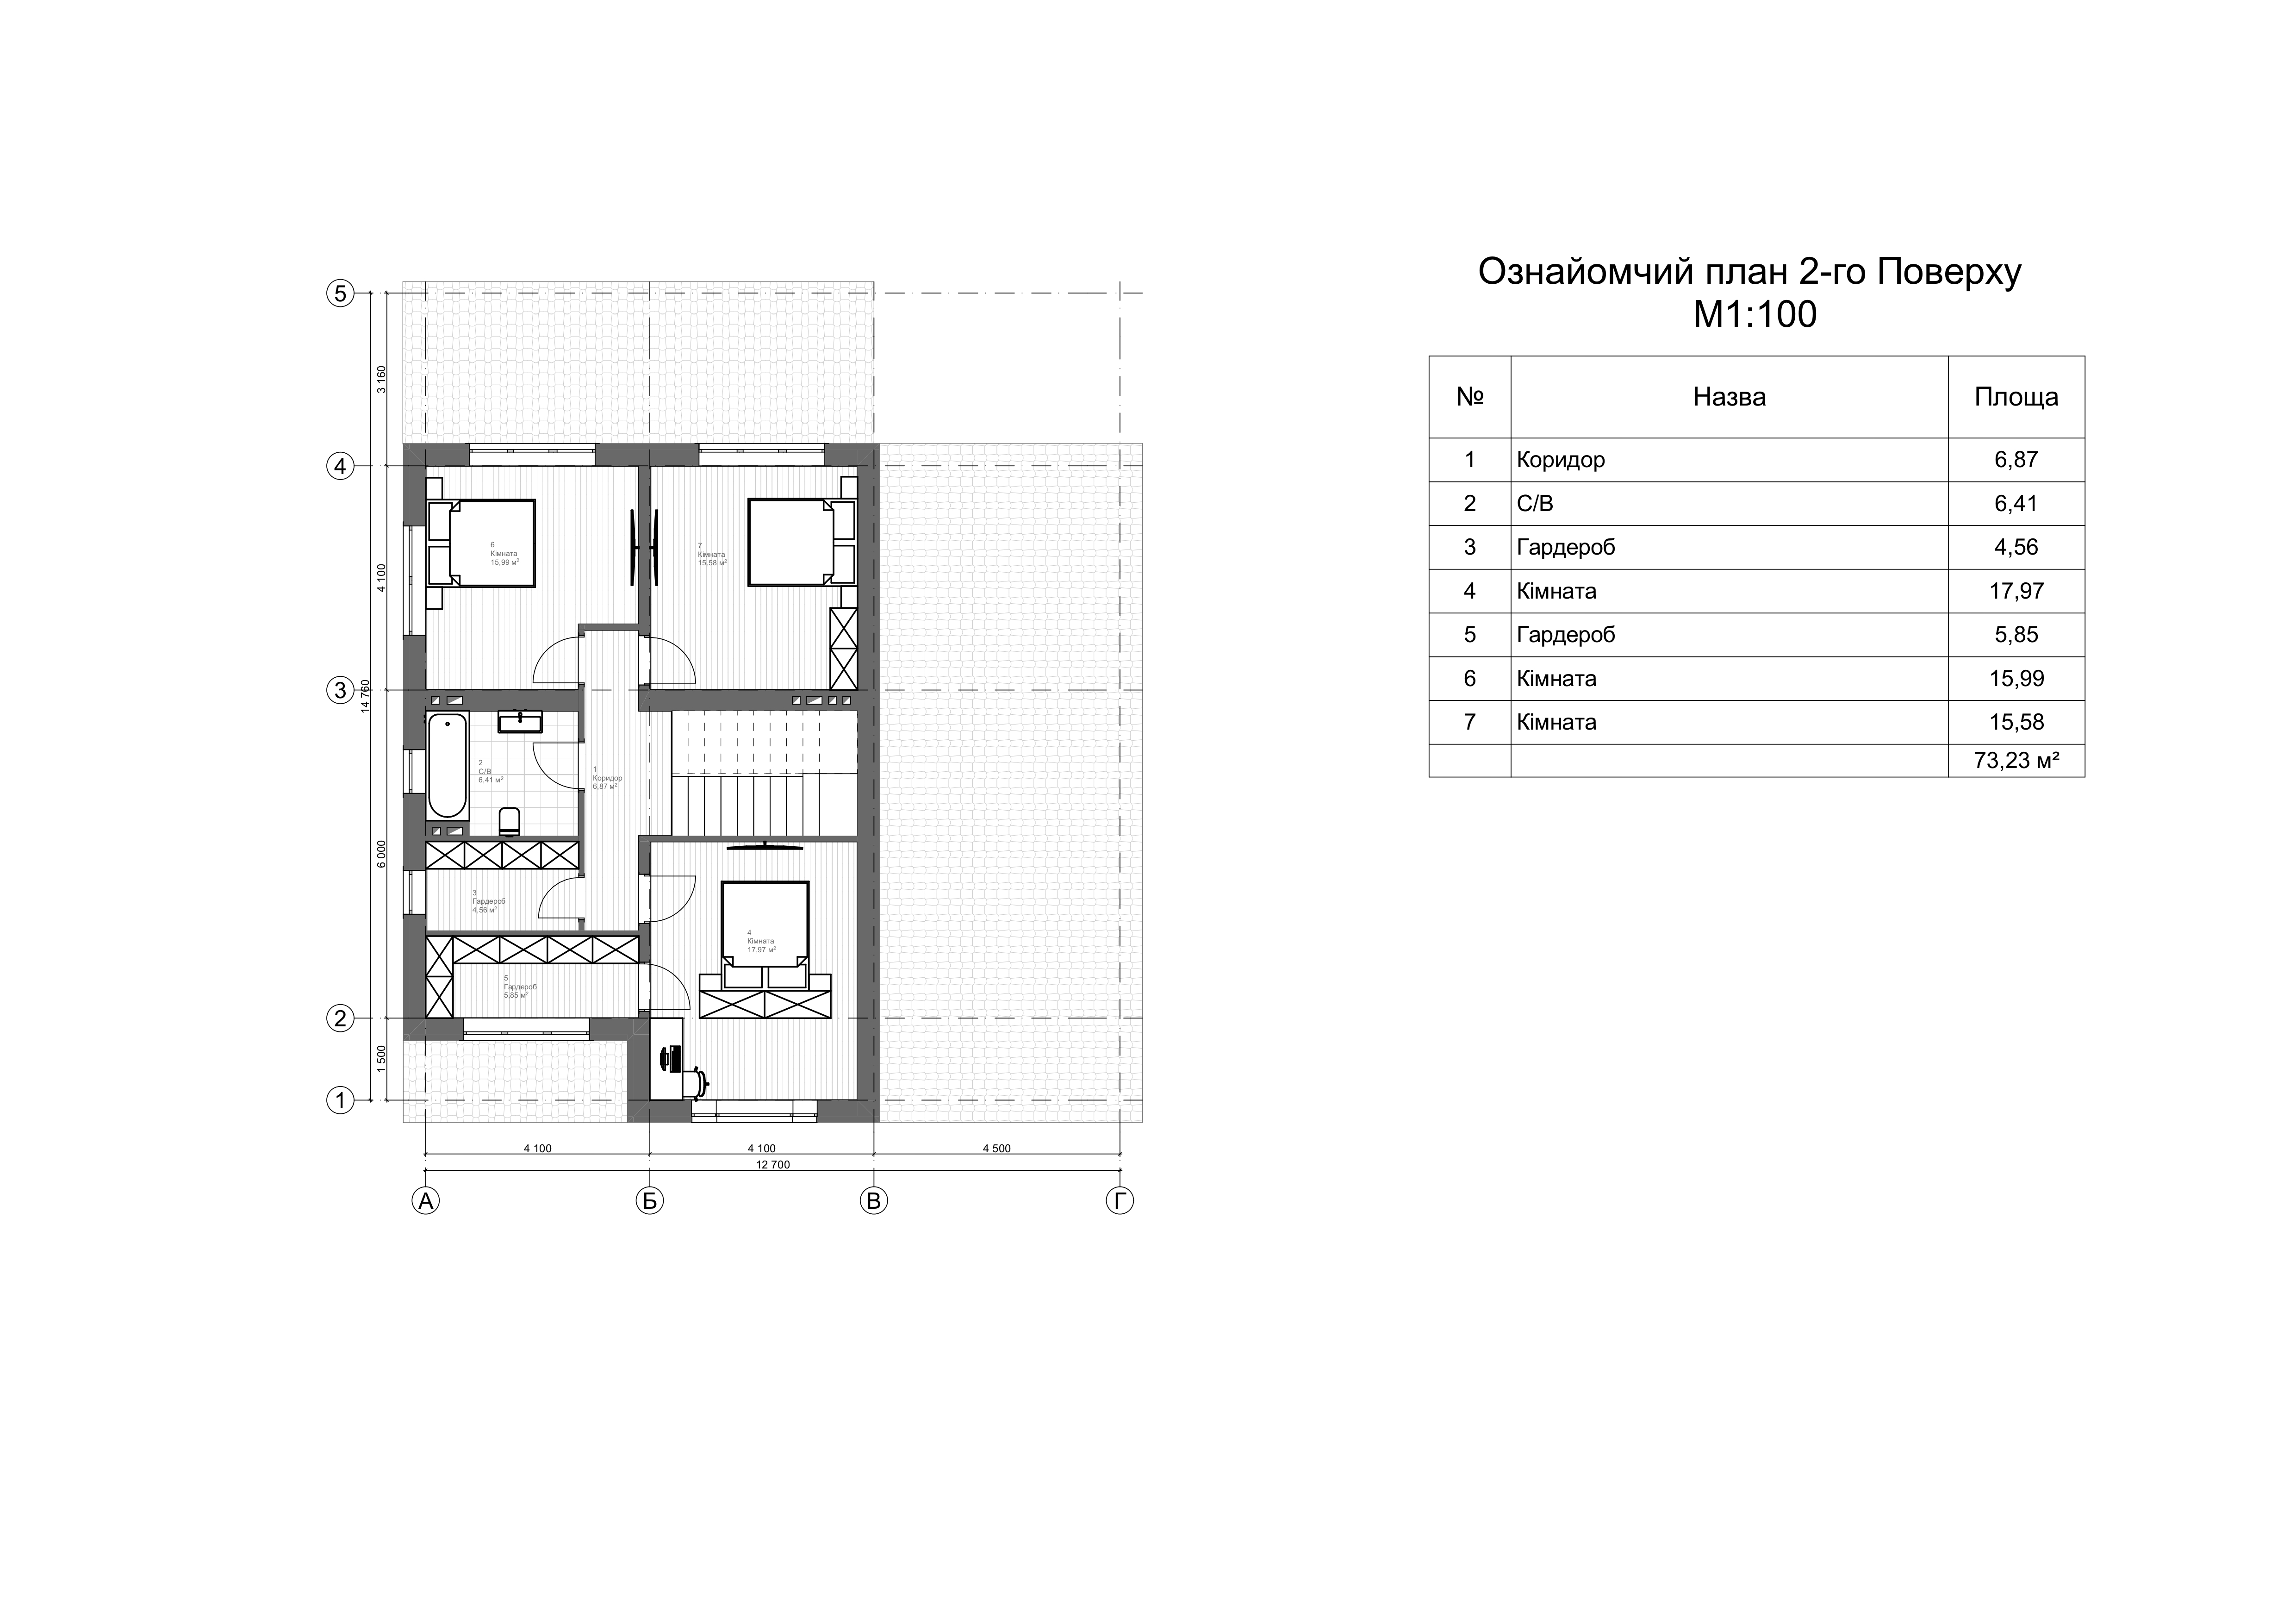 Ознайомчий план 2-го Поверху
М1:100
№ Назва Площа
1 Коридор 6,87
2 С/В 6,41
3 Гардероб 4,56
4 Кімната 17,97
5 Гардероб 5,85
6 Кімната 15,99
7 Кімната 15,58
73,23 м²
5
3 160
4
4 100
6
Кімната
15,99 м²
7
Кімната
15,58 м²
3
14 760
2
С/В
6,41 м²
1
Коридор
6,87 м²
6 000
3
Гардероб
4,56 м²
4
Кімната
17,97 м²
5
Гардероб
5,85 м²
2
1 500
1
4 100 4 100 4 500
12 700
А Б В Г